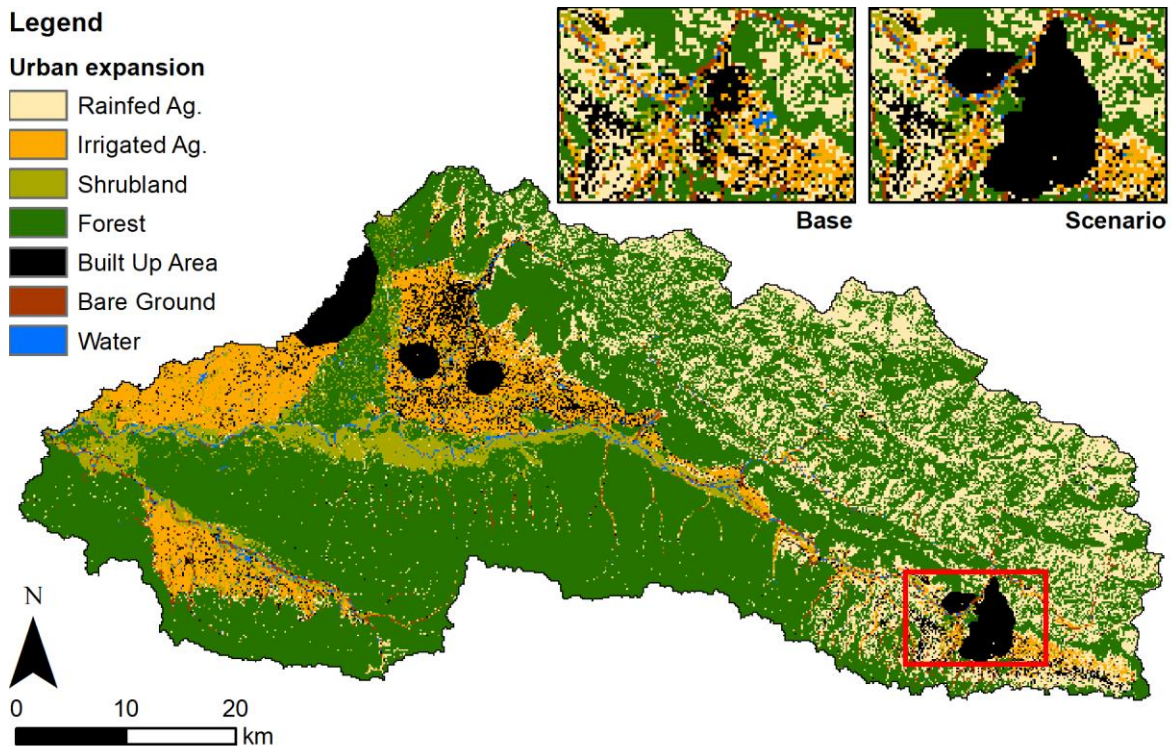 Legend
Urban expansion
Rainfed Ag.
Irrigated Ag.
Shrubland
Forest
Built Up Area
Bare Ground
Water
Base
Scenario
N
0 10 20
km